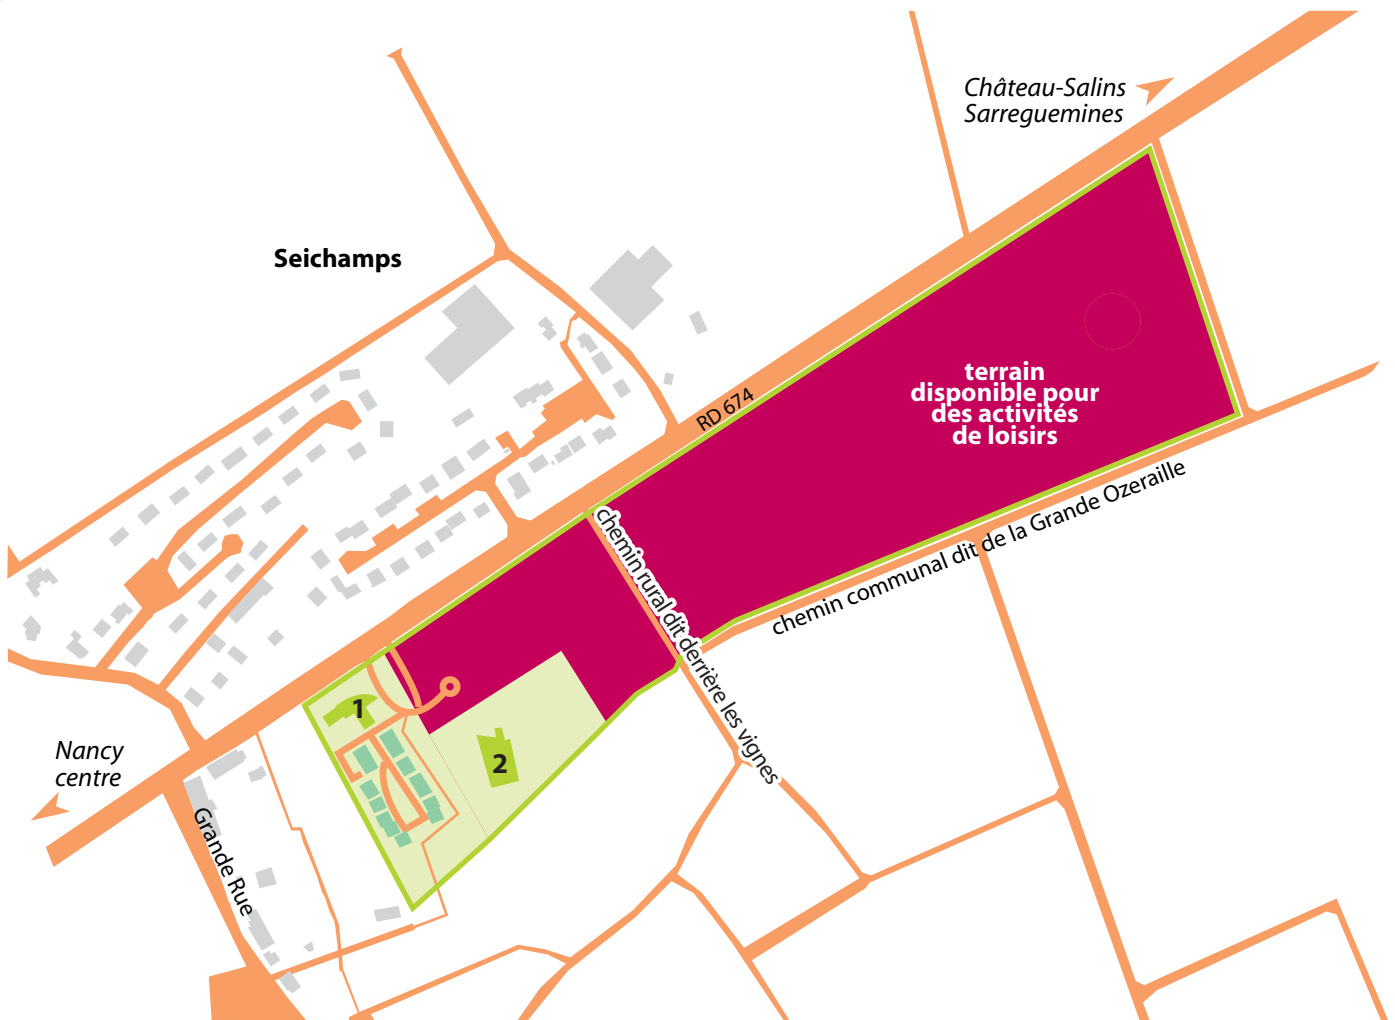 Château-Salins
Sarreguemines
Seichamps
RD 674
terrain
disponible pour
des activités
de loisirs
chemin communal dit de la Grande Ozeraille
chemin rural dit derrière les vignes
1
2
Nancy
centre
Grande Rue